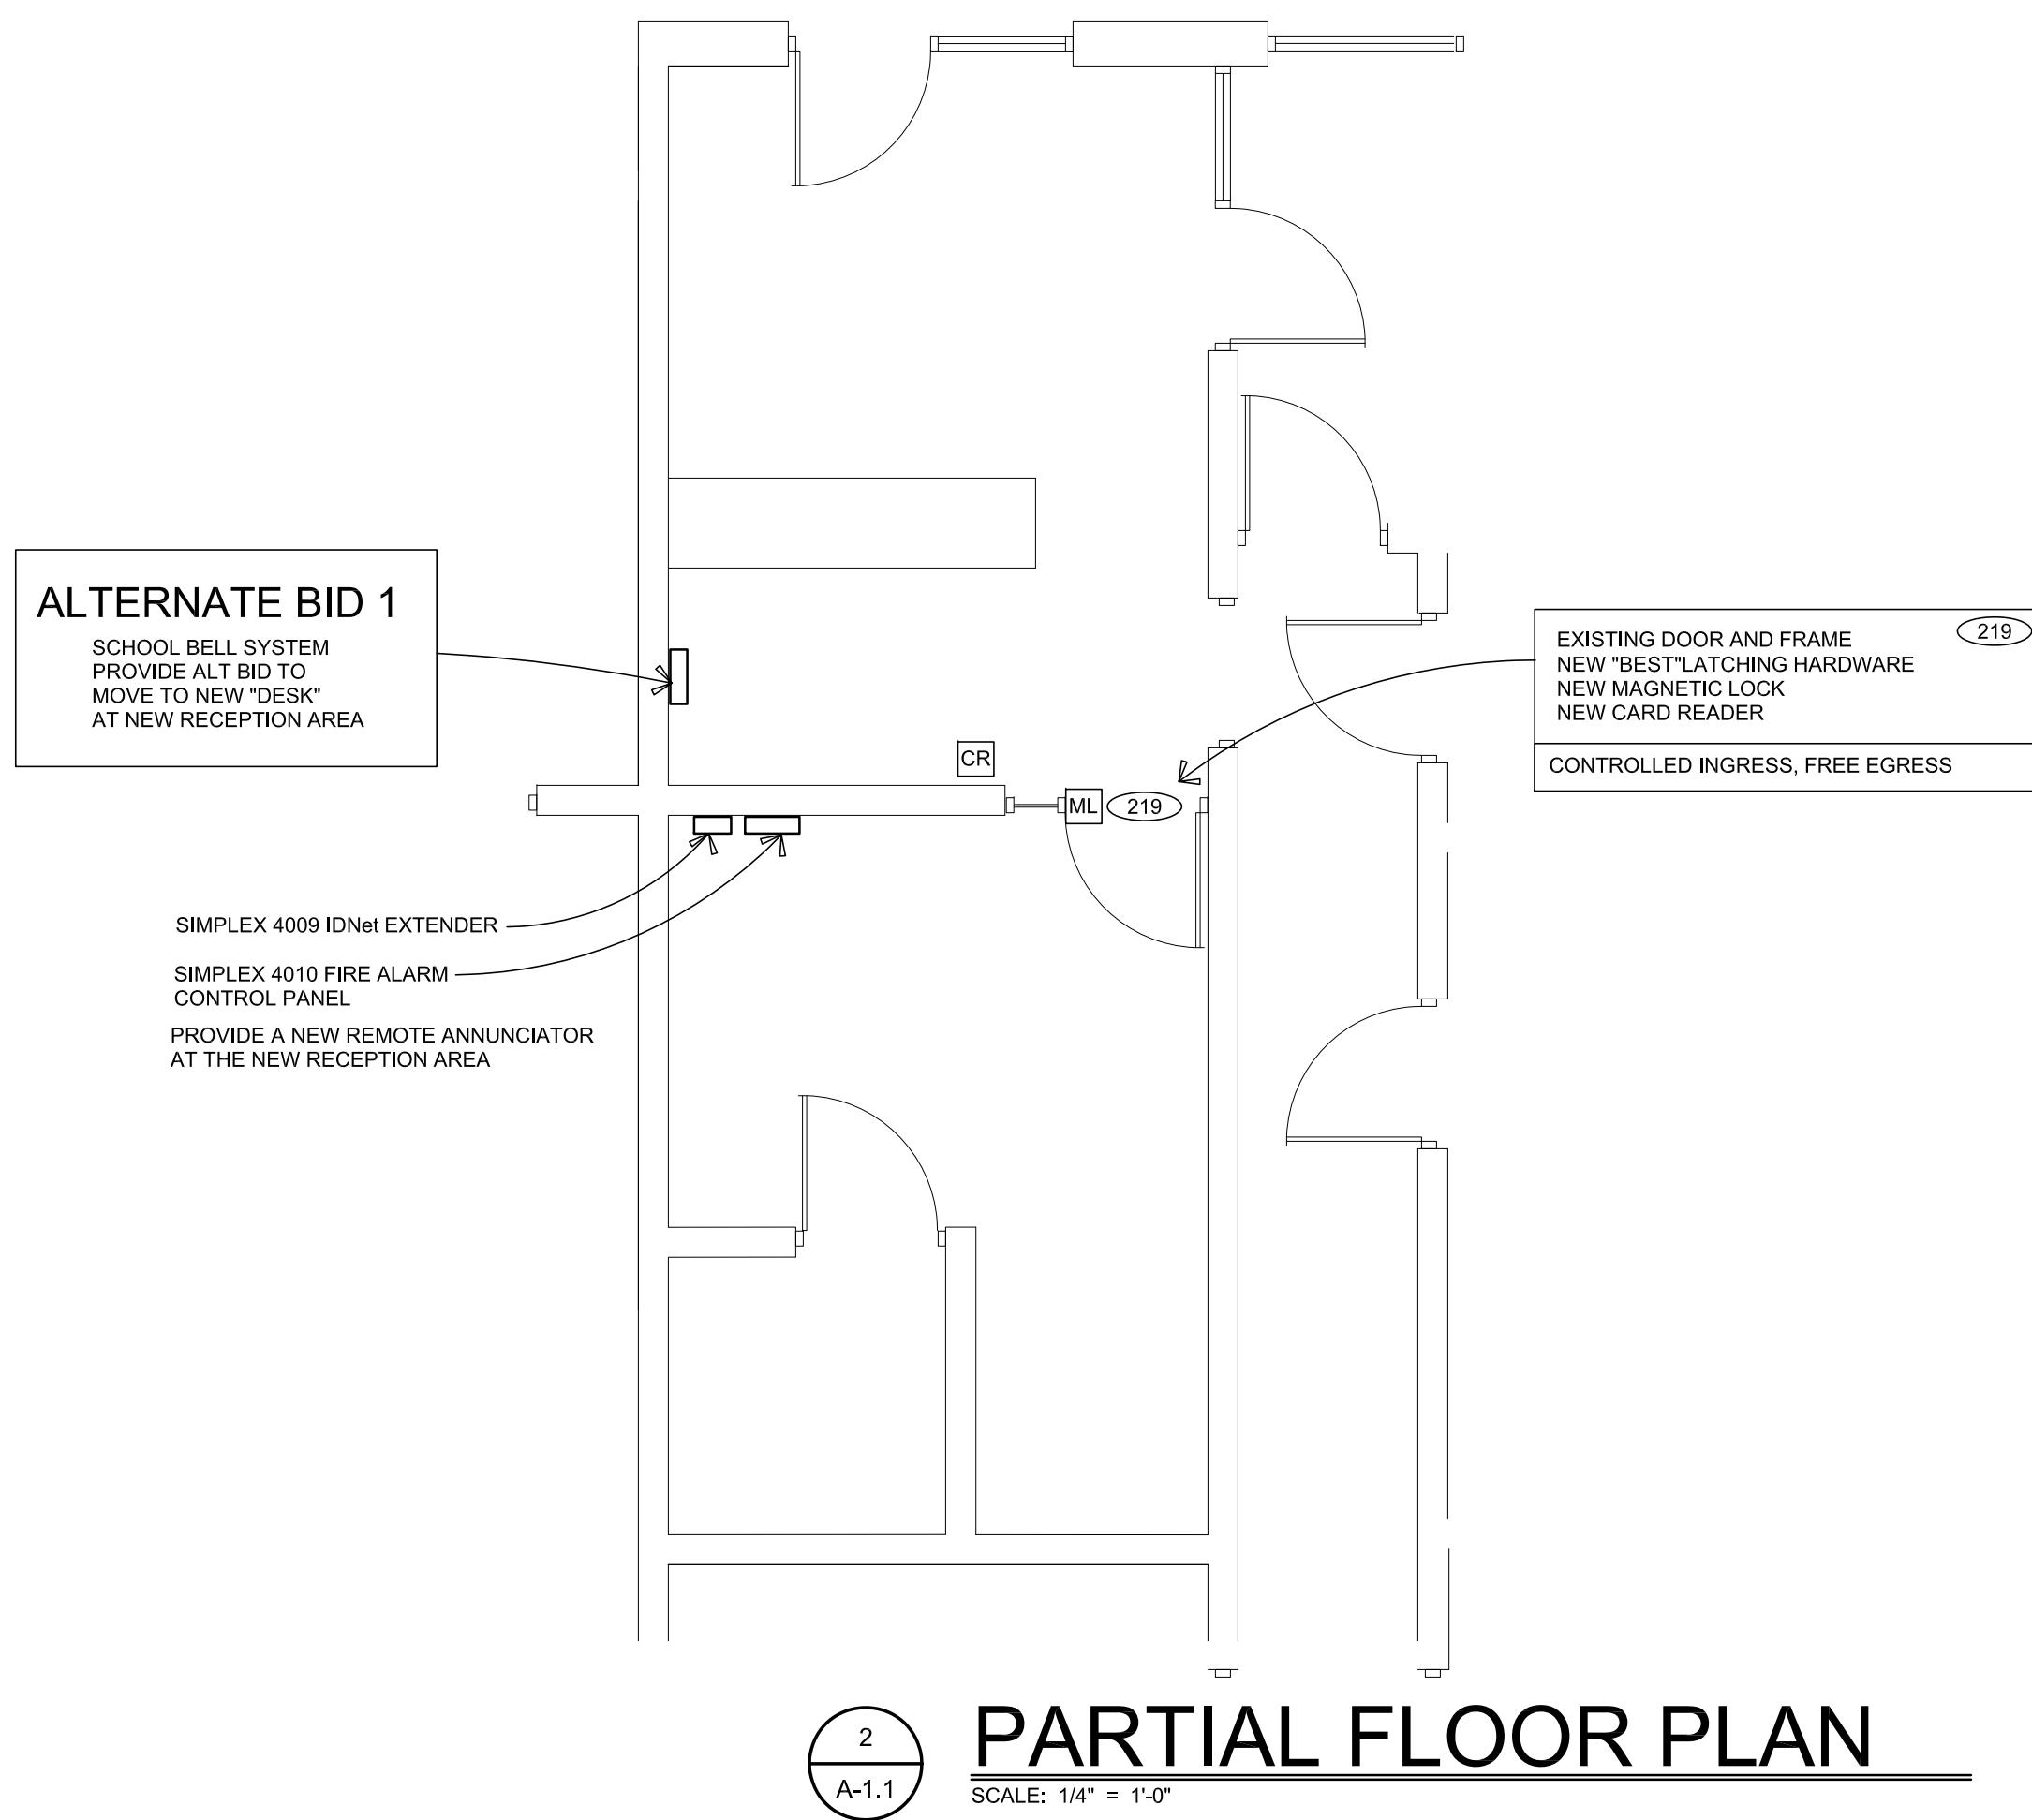 ALTERNATE BID 1
SCHOOL BELL SYSTEM
PROVIDE ALT BID TO
MOVE TO NEW "DESK"
AT NEW RECEPTION AREA
219
EXISTING DOOR AND FRAME
NEW "BEST"LATCHING HARDWARE
NEW MAGNETIC LOCK
NEW CARD READER
CONTROLLED INGRESS, FREE EGRESS
CR
ML
219
SIMPLEX 4009 IDNet EXTENDER
SIMPLEX 4010 FIRE ALARM
CONTROL PANEL
PROVIDE A NEW REMOTE ANNUNCIATOR
AT THE NEW RECEPTION AREA
2
A-1.1
PARTIAL FLOOR PLAN
SCALE: 1/4" = 1'-0"